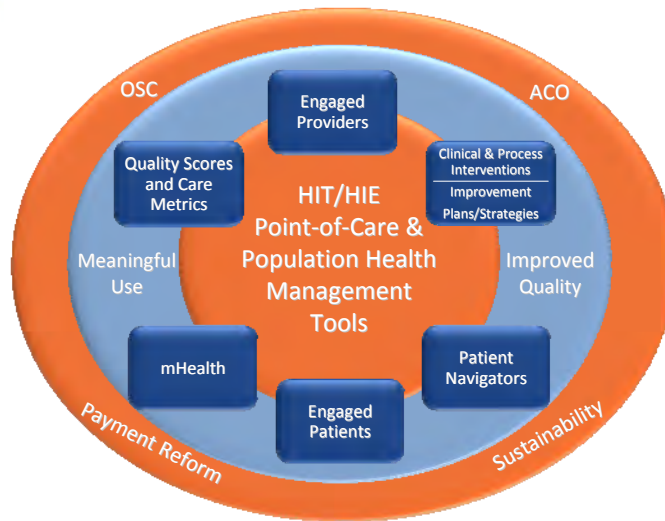 OSC
ACO
Engaged
Providers
Quality Scores
and Care
Metrics
Clinical & Process
Interventions
Improvement
Plans/Strategies
HIT/HIE
Point-of-Care &
Population Health
Management
Tools
Meaningful
Use
Improved
Quality
mHealth
Patient
Navigators
Engaged
Patients
Payment Reform
Sustainability